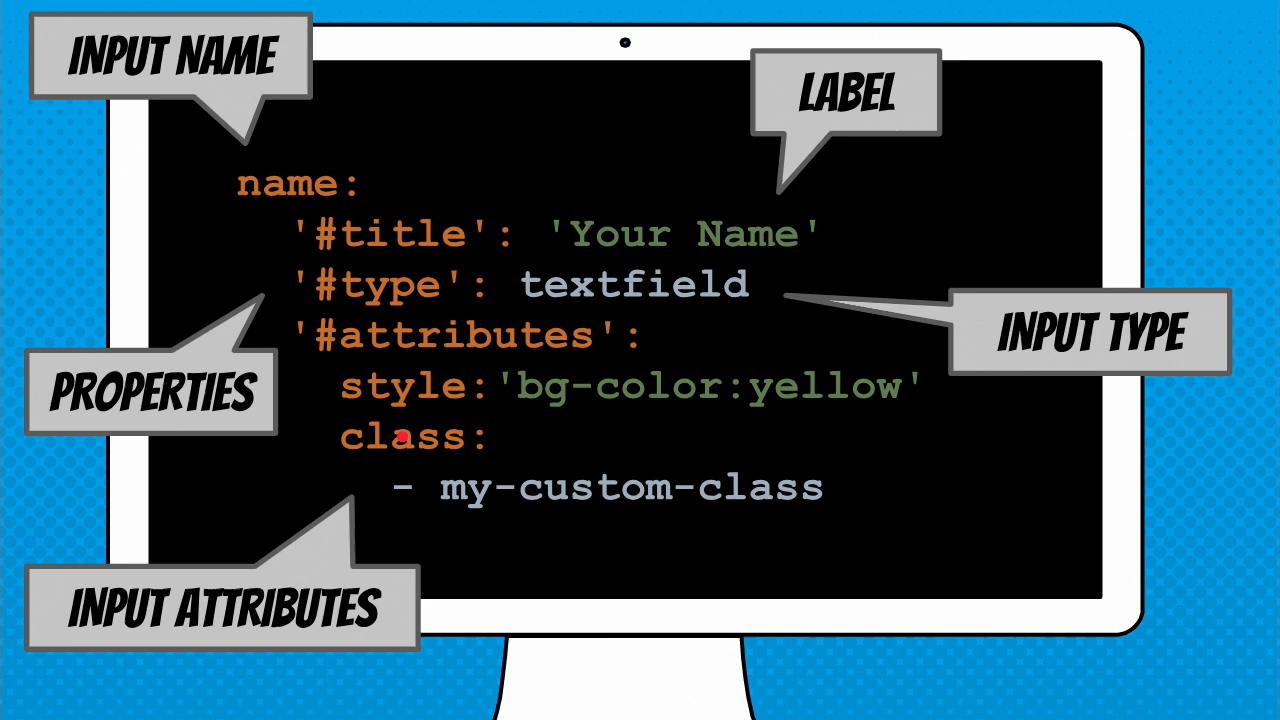 INPUT NAME
LABEL
name:
'#title': 'Your Name'
'#type': textfield
INPUT TYPE
'#attributes':
PROPERTIES
style:'bg-color:yellow'
class:
- my-custom-class
INPUT ATTRIBUTES